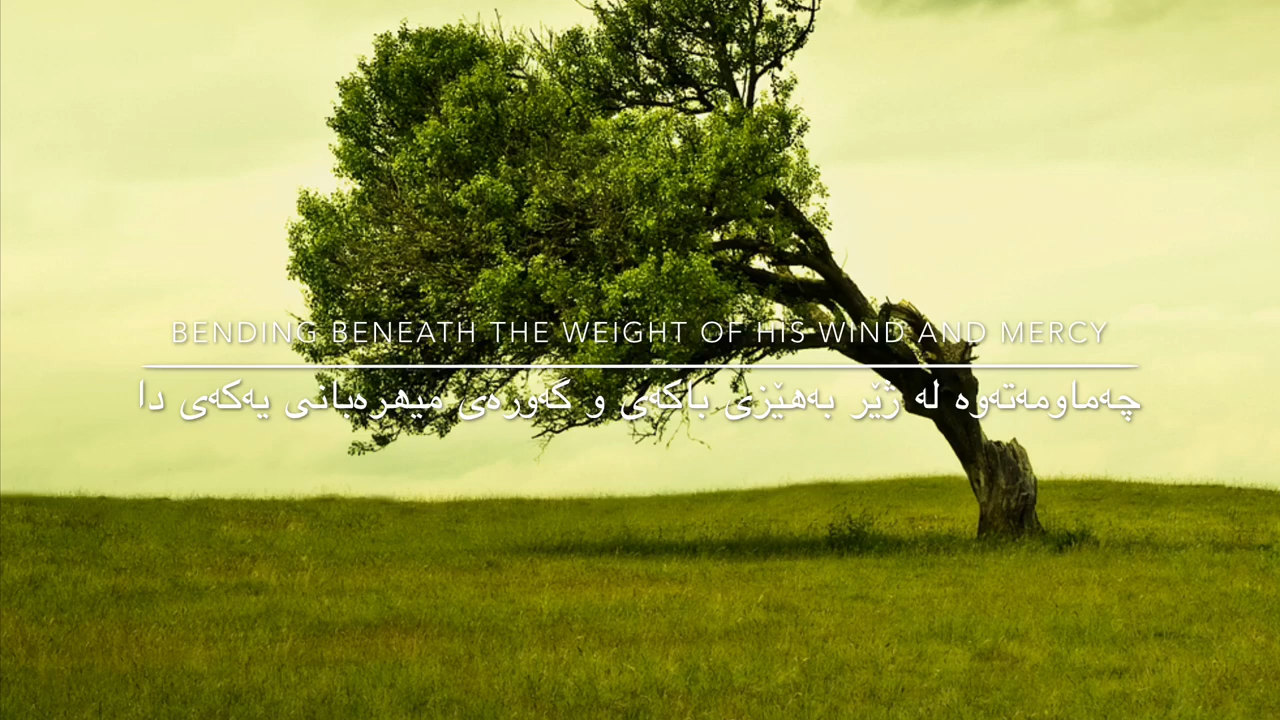 BENDING BENEATH THE WEIGHT OF HIS WIND AND MERCY
چەماومەتەوە لە ژێر بەهێزی باکەی و گەورەی میهرەبانی یەکەی دا